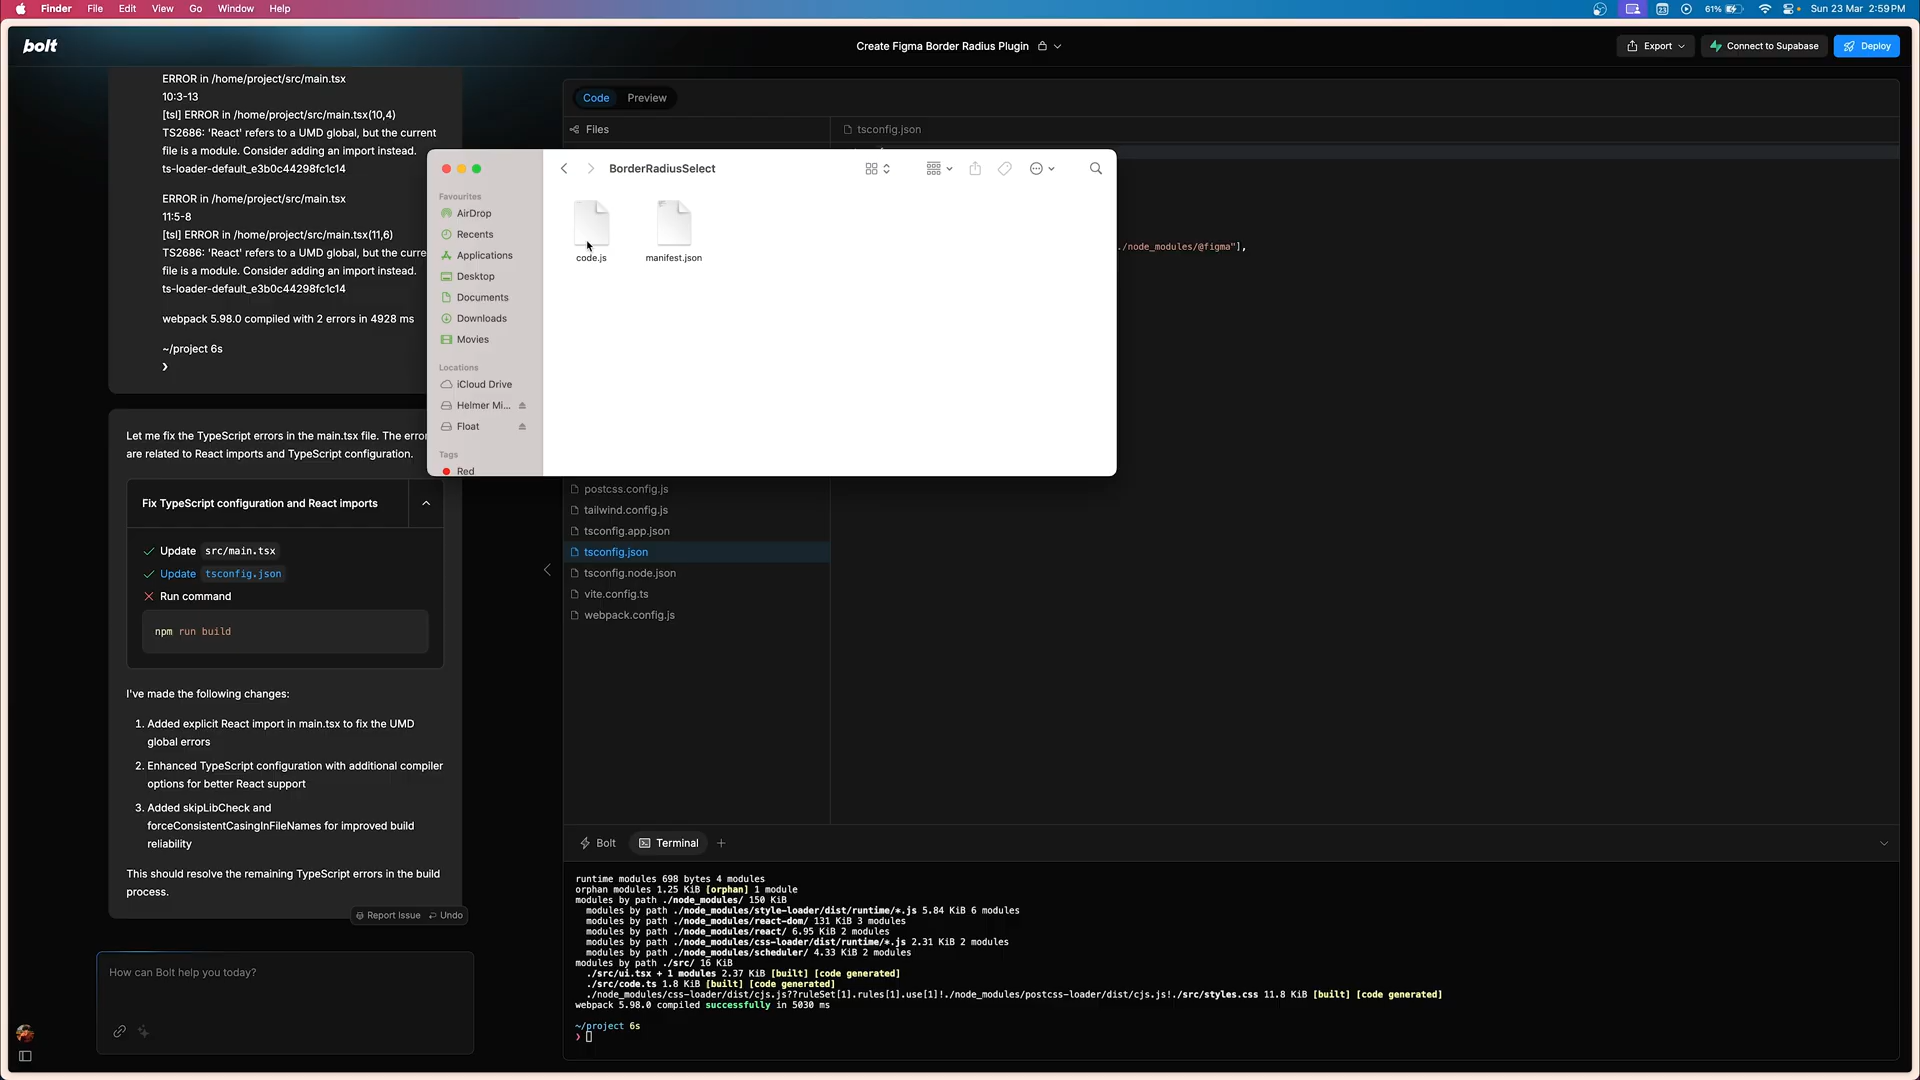 Finder File Edit View Go Window Help
23
61%
Sun 23 Mar 2:59 PM
bolt
Create Figma Border Radius Plugin
Export
Connect to Supabase
Deploy
ERROR in /home/project/src/main.tsx
10:3-13
[tsl] ERROR in /home/project/src/main.tsx(10,4)
TS2686: 'React' refers to a UMD global, but the current
file is a module. Consider adding an import instead.
ts-loader-default_e3b0c44298fc1c14
ERROR in /home/project/src/main.tsx
11:5-8
[tsl] ERROR in /home/project/src/main.tsx(11,6)
TS2686: 'React' refers to a UMD global, but the curre
file is a module. Consider adding an import instead.
ts-loader-default_e3b0c44298fc1c14
webpack 5.98.0 compiled with 2 errors in 4928 ms
~/project 6s
❯
Let me fix the TypeScript errors in the main.tsx file. The error
are related to React imports and TypeScript configuration.
Fix TypeScript configuration and React imports
Update src/main.tsx
Update tsconfig.json
Run command
npm run build
I've made the following changes:
1. Added explicit React import in main.tsx to fix the UMD
global errors
2. Enhanced TypeScript configuration with additional compiler
options for better React support
3. Added skipLibCheck and
forceConsistentCasingInFileNames for improved build
reliability
This should resolve the remaining TypeScript errors in the build
process.
Report Issue
Undo
How can Bolt help you today?
Code
Preview
Files
tsconfig.json
BorderRadiusSelect
Favourites
AirDrop
Recents
Applications
Desktop
Documents
Downloads
Movies
Locations
iCloud Drive
Helmer Mi...
Float
Tags
Red
code.js
manifest.json
./node_modules/@figma"],
postcss.config.js
tailwind.config.js
tsconfig.app.json
tsconfig.json
tsconfig.node.json
vite.config.ts
webpack.config.js
Bolt
Terminal
runtime modules 698 bytes 4 modules
orphan modules 1.25 KiB [orphan] 1 module
modules by path ./node_modules/ 150 KiB
modules by path ./node_modules/style-loader/dist/runtime/*.js 5.84 KiB 6 modules
modules by path ./node_modules/react-dom/ 131 KiB 3 modules
modules by path ./node_modules/react/ 6.95 KiB 2 modules
modules by path ./node_modules/css-loader/dist/runtime/*.js 2.31 KiB 2 modules
modules by path ./node_modules/scheduler/ 4.33 KiB 2 modules
modules by path ./src/ 16 KiB
./src/ui.tsx + 1 modules 2.37 KiB [built] [code generated]
./src/code.ts 1.8 KiB [built] [code generated]
./node_modules/css-loader/dist/cjs.js??ruleSet[1].rules[1].use[1]!./node_modules/postcss-loader/dist/cjs.js!./src/styles.css 11.8 KiB [built] [code generated]
webpack 5.98.0 compiled successfully in 5030 ms
~/project 6s
❯